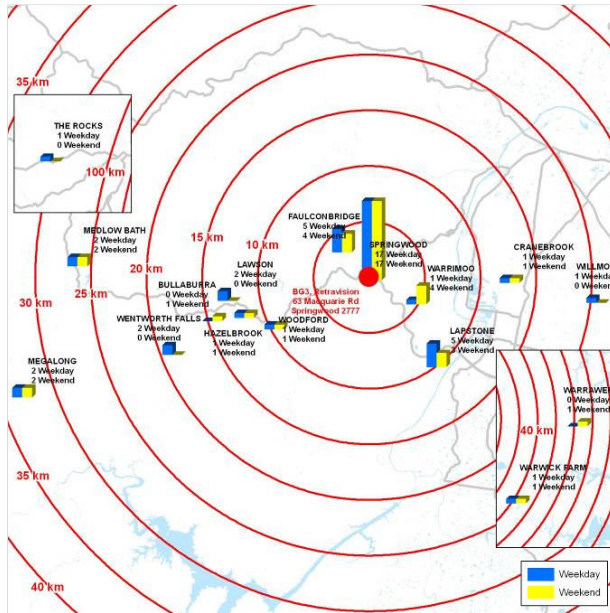 35 km
35 km
THE ROCKS
1 Weekday
0 Weekend
100 km
MEDLOW BATH
2 Weekday
2 Weekend
15 km
10 km
20 km
25 km
30 km
FAULCONBRIDGE
5 Weekday
4 Weekend
SPRINGWOOD
17 Weekday
17 Weekend
BG3, Retravision
63 Macquarie Rd
Springwood 2777
WARRIMOO
1 Weekday
4 Weekend
CRANEBROOK
1 Weekday
1 Weekend
1 Weekday
0 Weekend
LAWSON
2 Weekday
0 Weekend
BULLABURRA
0 Weekday
1 Weekend
WENTWORTH FALLS
2 Weekday
0 Weekend
HAZELBROOK
1 Weekday
1 Weekend
WOODFORD
1 Weekday
1 Weekend
LAPSTONE
5 Weekday
3 Weekend
MEGALONG
2 Weekday
2 Weekend
0 Weekday
1 Weekend
40 km
WARWICK FARM
1 Weekday
1 Weekend
35 km
40 km
Weekday
Weekend